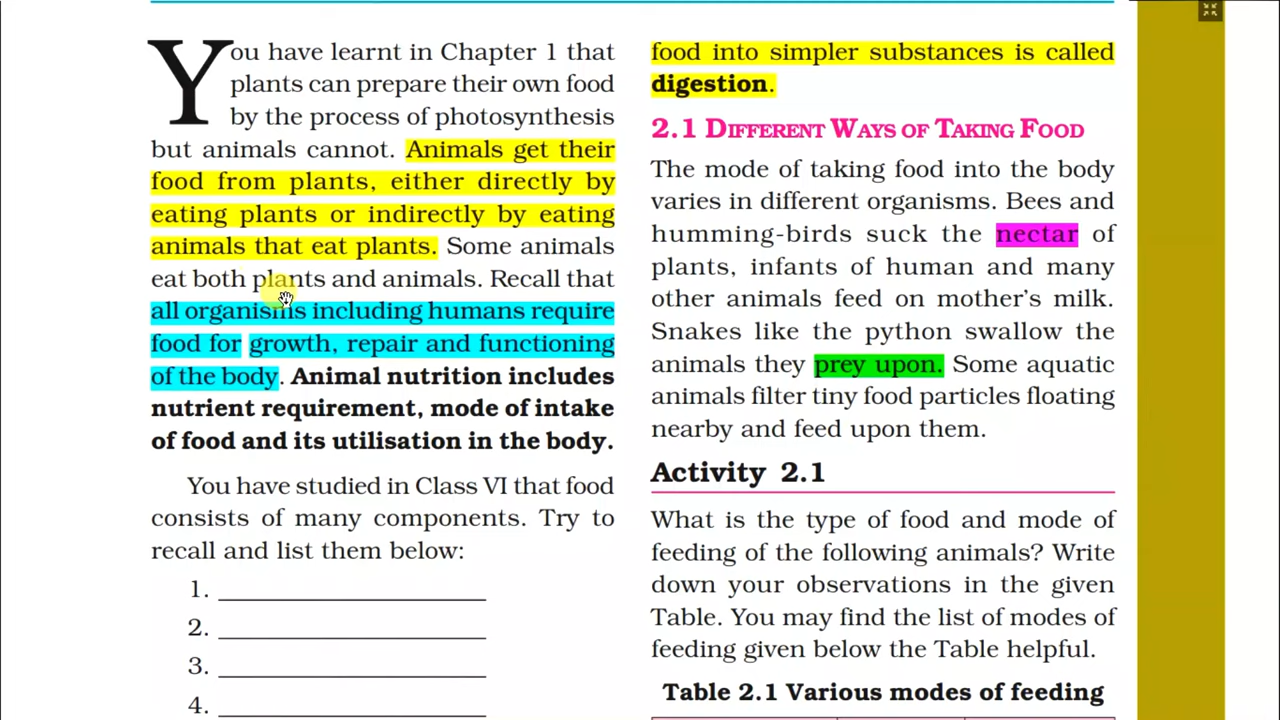 You have learnt in Chapter 1 that
plants can prepare their own food
by the process of photosynthesis
but animals cannot. Animals get their
food from plants, either directly by
eating plants or indirectly by eating
animals that eat plants. Some animals
eat both plants and animals. Recall that
all organisms including humans require
food for growth, repair and functioning
of the body. Animal nutrition includes
nutrient requirement, mode of intake
of food and its utilisation in the body.
You have studied in Class VI that food
consists of many components. Try to
recall and list them below:
1. ____________________
2. ____________________
3. ____________________
4. ____________________
food into simpler substances is called
digestion.
2.1 DIFFERENT WAYS OF TAKING FOOD
The mode of taking food into the body
varies in different organisms. Bees and
humming-birds suck the nectar of
plants, infants of human and many
other animals feed on mother's milk.
Snakes like the python swallow the
animals they prey upon. Some aquatic
animals filter tiny food particles floating
nearby and feed upon them.
Activity 2.1
What is the type of food and mode of
feeding of the following animals? Write
down your observations in the given
Table. You may find the list of modes of
feeding given below the Table helpful.
Table 2.1 Various modes of feeding